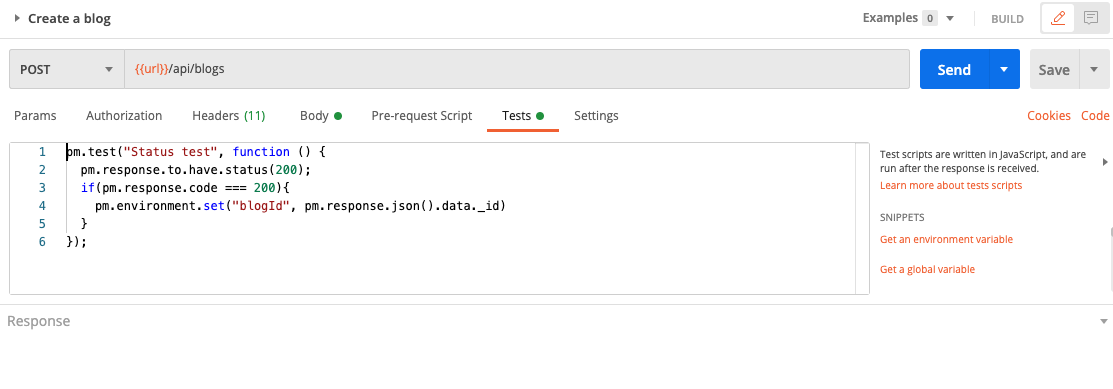 Create a blog
Examples 0
BUILD
POST
{{url}}/api/blogs
Send
Save
Params
Authorization
Headers (11)
Body
Pre-request Script
Tests
Settings
Cookies
Code
1 pm.test("Status test", function () {
2 pm.response.to.have.status(200);
3 if(pm.response.code === 200){
4 pm.environment.set("blogId", pm.response.json().data._id)
5 }
6 });
Test scripts are written in JavaScript, and are
run after the response is received.
Learn more about tests scripts
SNIPPETS
Get an environment variable
Get a global variable
Response